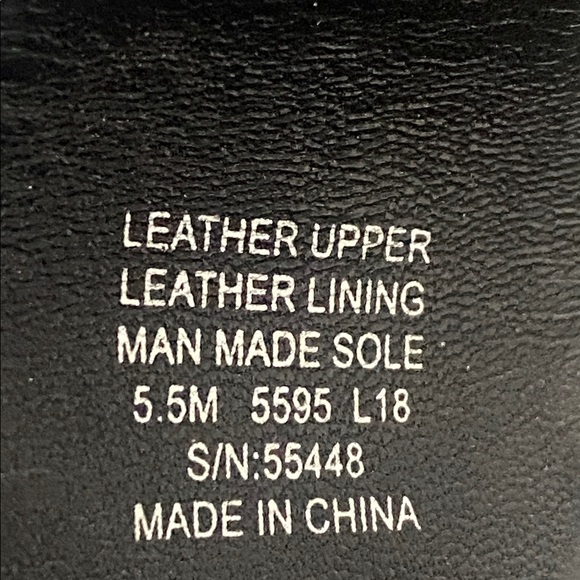 LEATHER UPPER
LEATHER LINING
MAN MADE SOLE
5.5M 5595 L18
S/N:55448
MADE IN CHINA